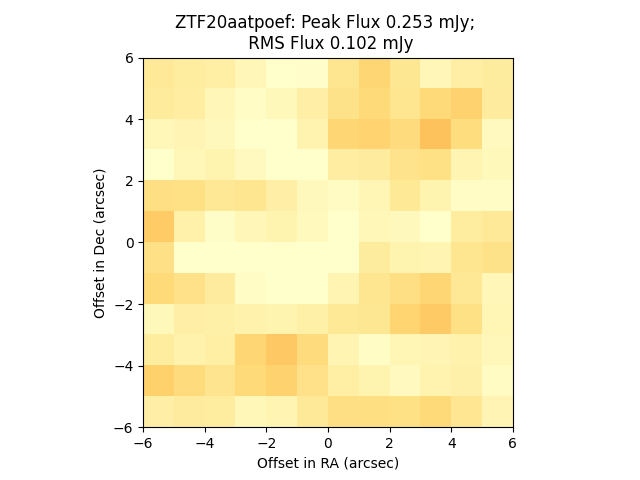 ZTF20aatpoef: Peak Flux 0.253 mJy;
RMS Flux 0.102 mJy
6
4
2
0
−2
−4
−6
Offset in Dec (arcsec)
−6 −4 −2 0 2 4 6
Offset in RA (arcsec)